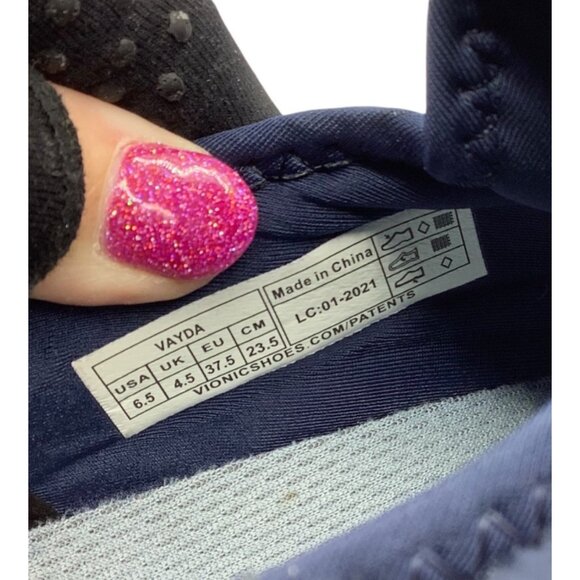 VAYDA
USA UK EU CM
6.5 4.5 37.5 23.5
Made in China
LC:01-2021
VIONICSHOES.COM/PATENTS